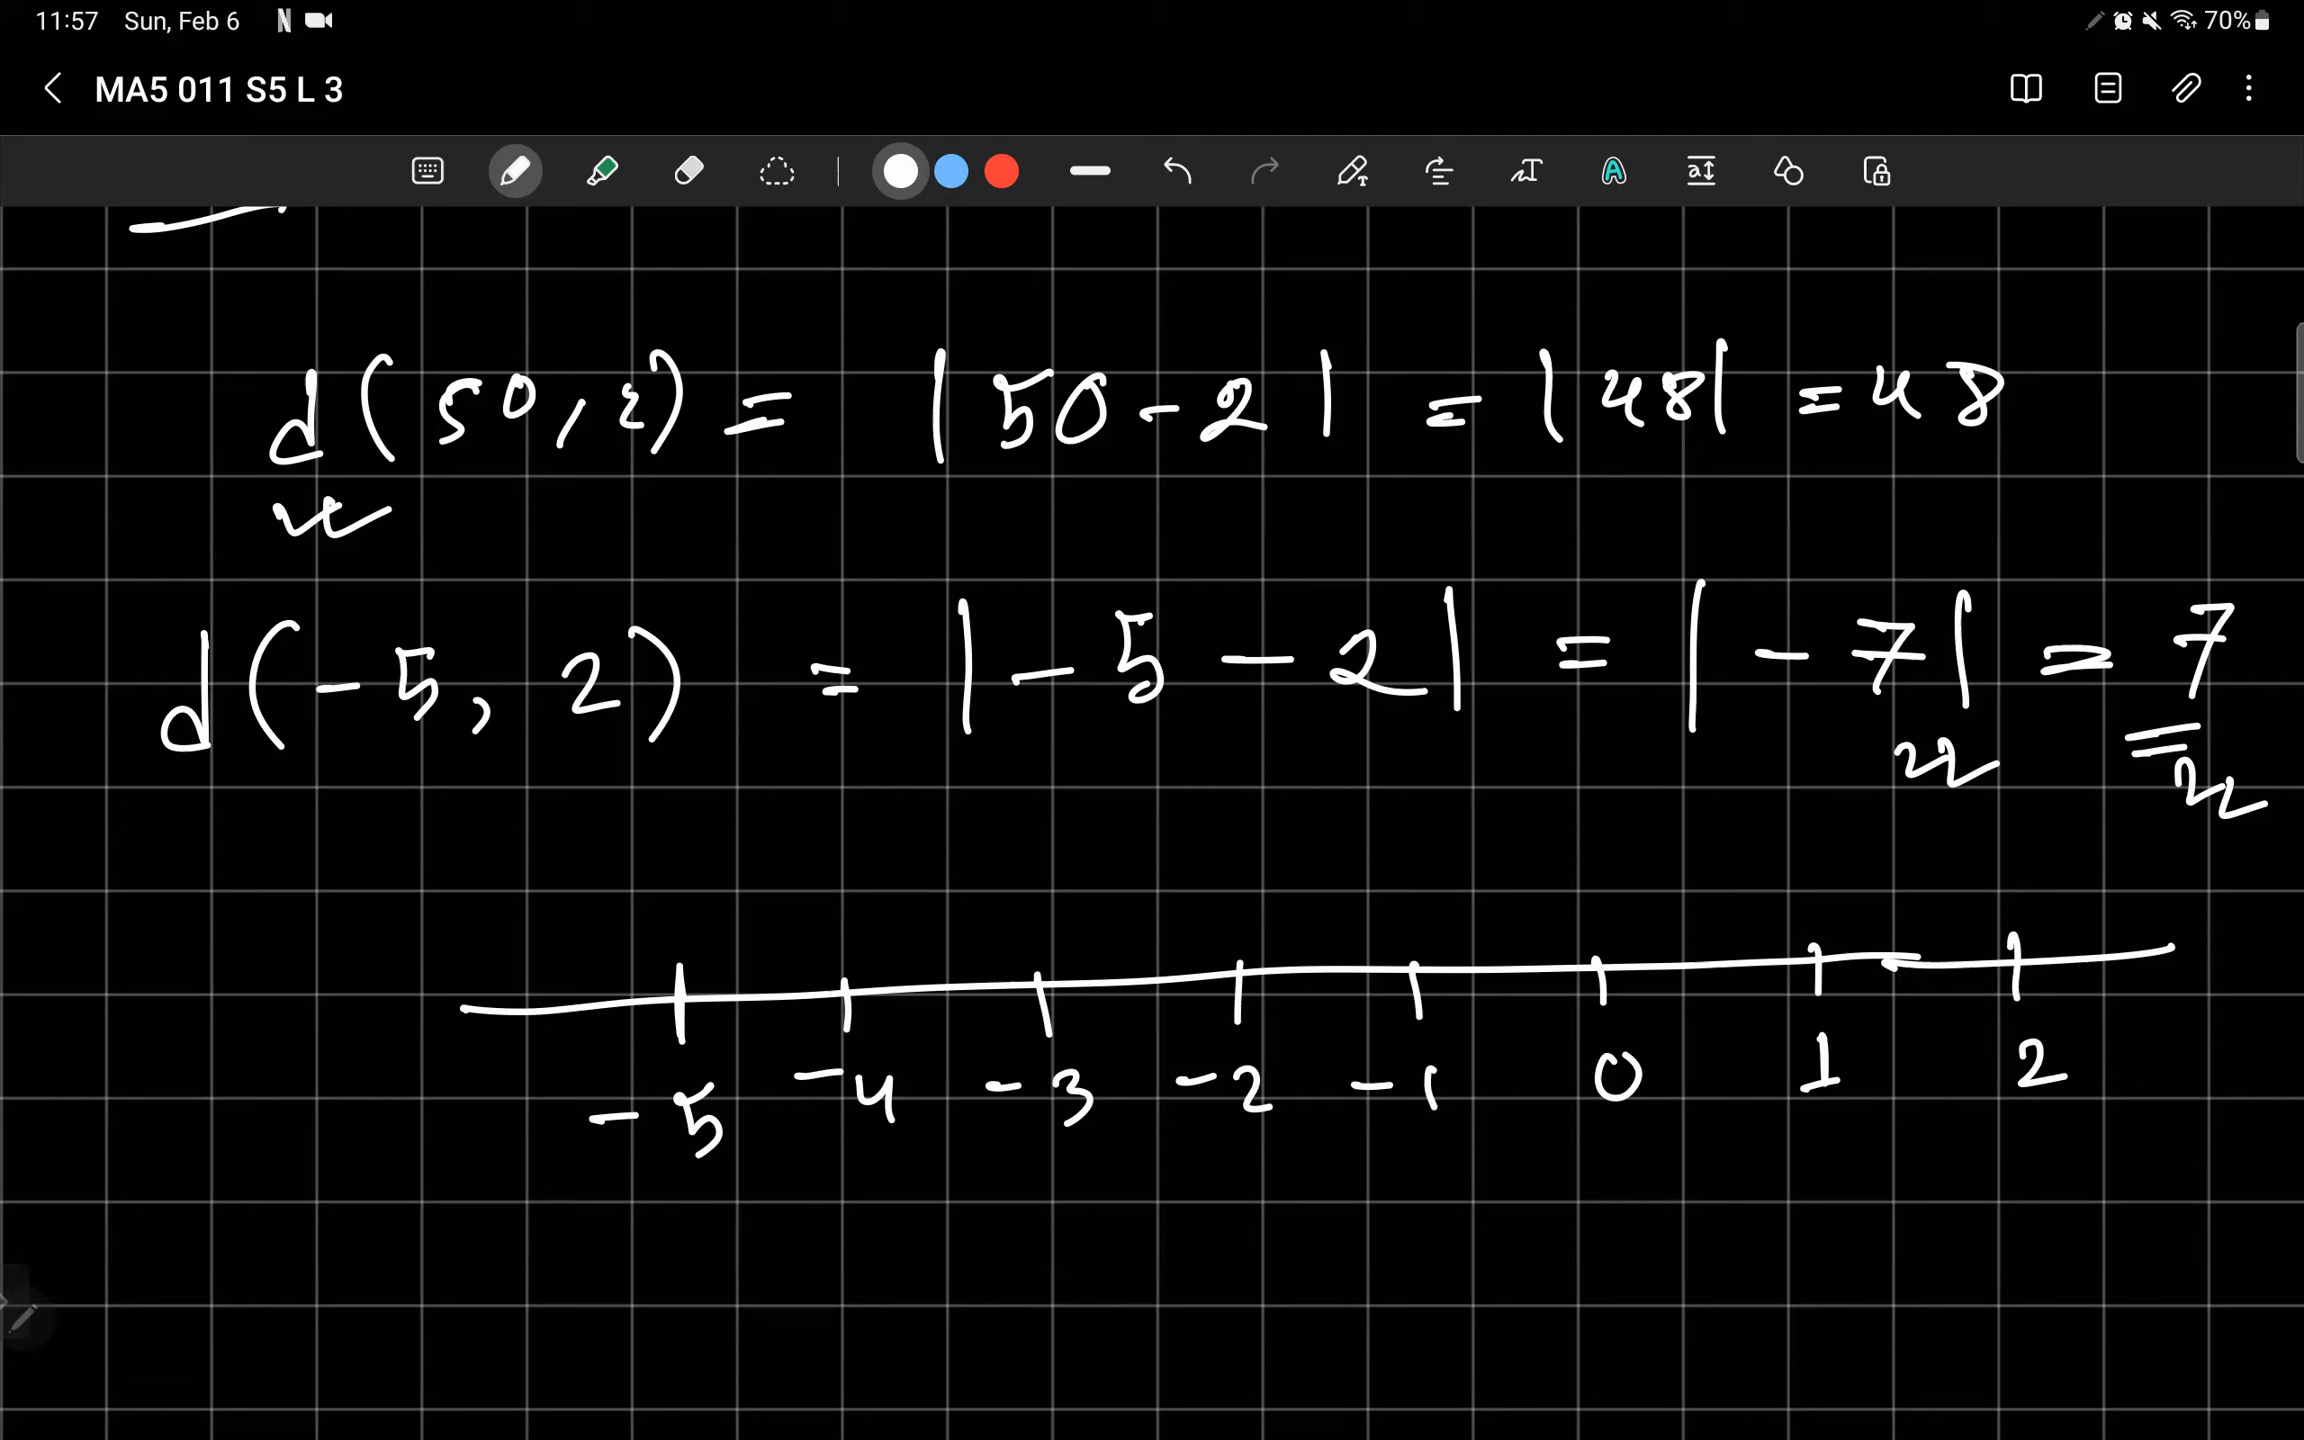 11:57 Sun, Feb 6 N 70%
MA5 011 S5 L 3
d(50,2) = |50-2| = |48| = 48
d(-5, 2) = |-5-2| = |-7| = 7
-5 -4 -3 -2 -1 0 1 2